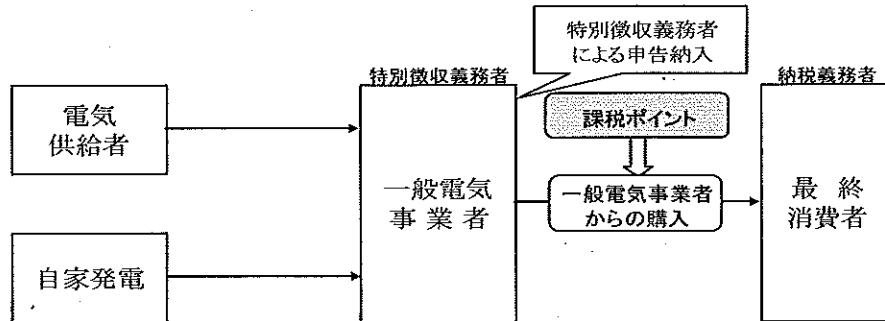 特別徴収義務者
による申告納入
特別徴収義務者
納税義務者
電気
供給者
課税ポイント
一般電気
事業者
一般電気事業者
からの購入
最終
消費者
自家発電